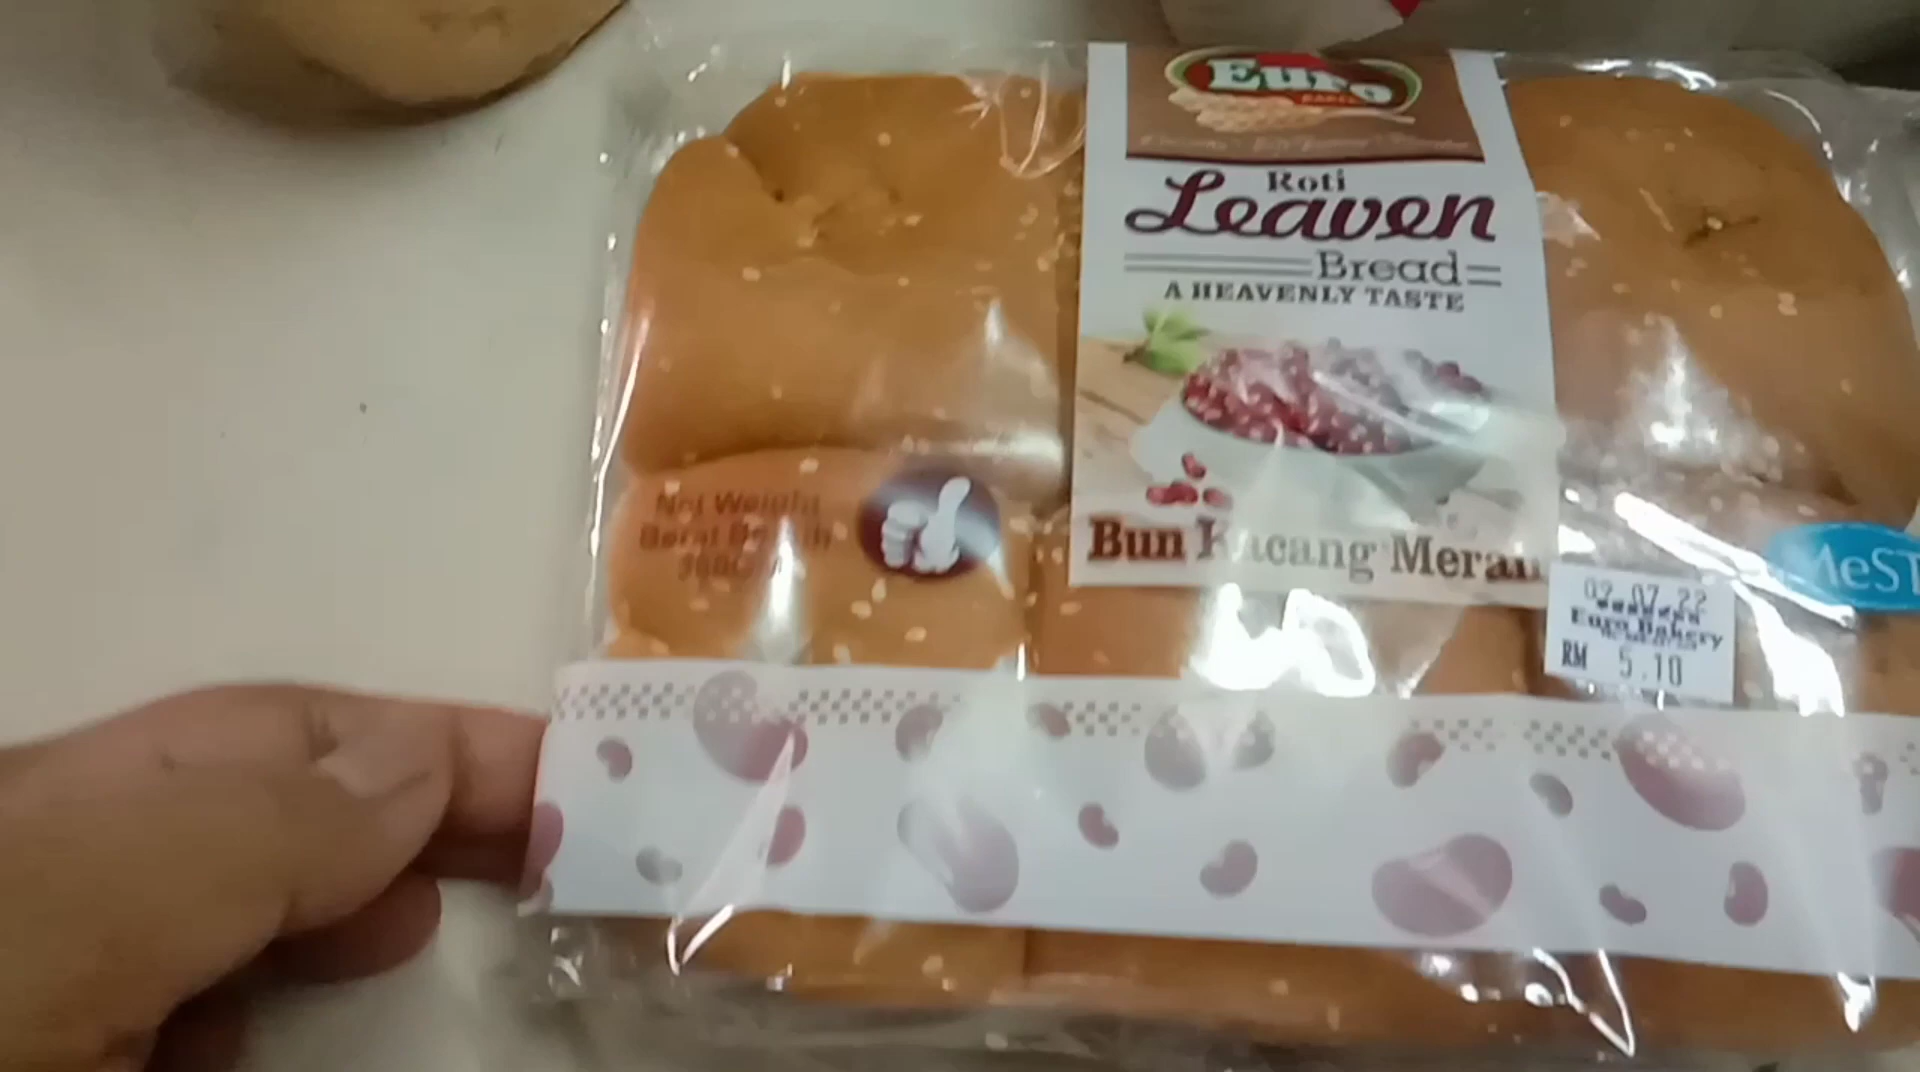 Euro
Roti
Leaven
Bread
A HEAVENLY TASTE
Net Weight
Berat
Bun Kacang Merah
MeST
02.07.22
Euro Bakery
RM 5.10